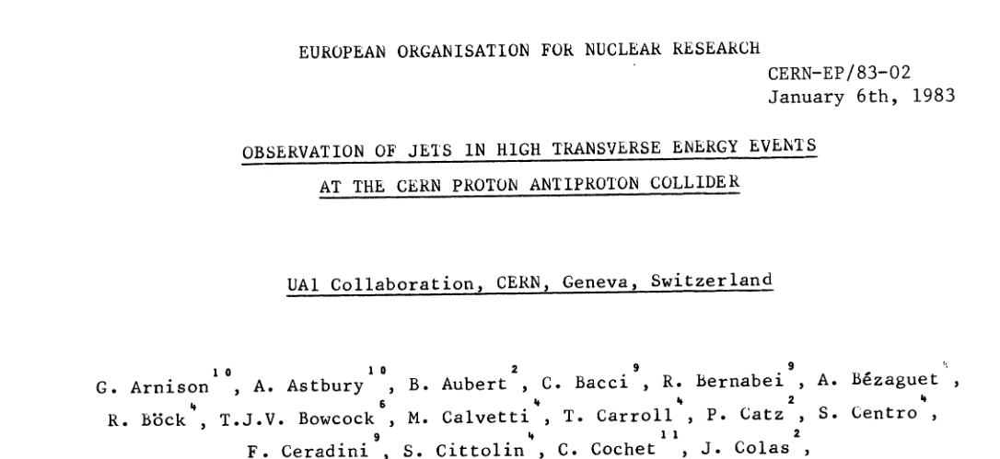 EUROPEAN ORGANISATION FOR NUCLEAR RESEARCH
CERN-EP/83-02
January 6th, 1983
OBSERVATION OF JETS IN HIGH TRANSVERSE ENERGY EVENTS
AT THE CERN PROTON ANTIPROTON COLLIDER
UA1 Collaboration, CERN, Geneva, Switzerland
G. Arnison¹⁰, A. Astbury¹⁰, B. Aubert², C. Bacci⁹, R. Bernabei⁹, A. Bézaguet⁴,
R. Böck⁴, T.J.V. Bowcock⁶, M. Calvetti⁴, T. Carroll⁴, P. Catz², S. Centro⁴,
F. Ceradini⁹, S. Cittolin⁴, C. Cochet¹¹, J. Colas²,